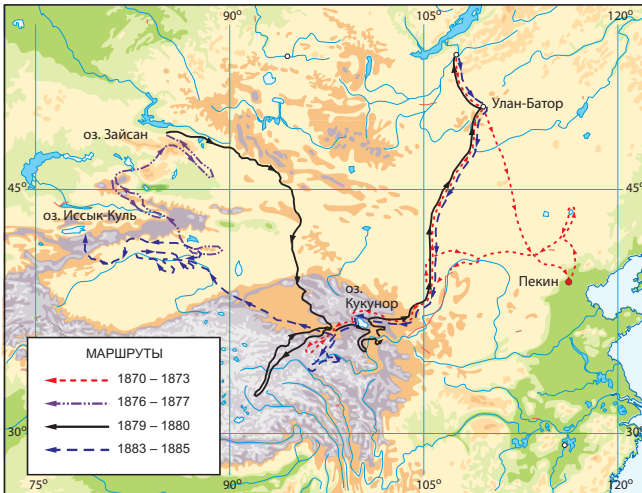 90° 105° 120°
Улан-Батор
оз. Зайсан
45° 45°
оз. Иссык-Куль
оз.
Кукунор
Пекин
МАРШРУТЫ
1870 – 1873
1876 – 1877
1879 – 1880
1883 – 1885
30° 30°
75° 90° 105° 120°